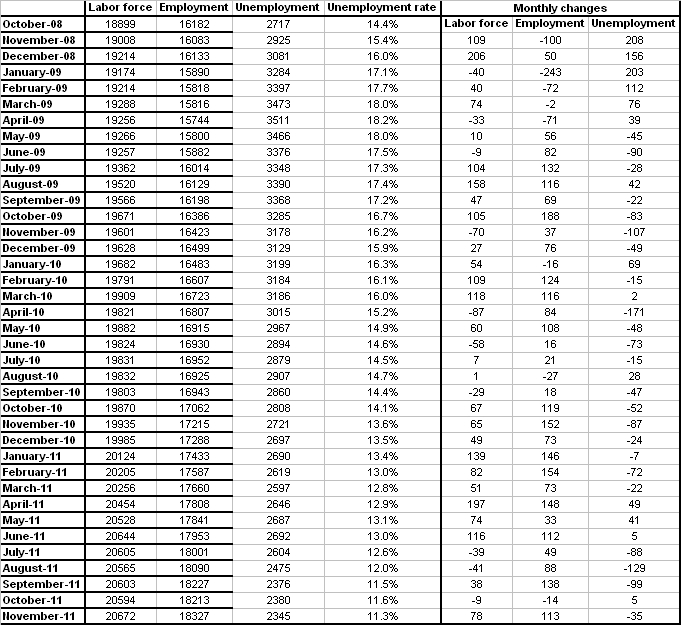 Labor force Employment Unemployment Unemployment rate Monthly changes
Labor force Employment Unemployment
October-08 18899 16182 2717 14.4%
November-08 19008 16083 2925 15.4% 109 -100 208
December-08 19214 16133 3081 16.0% 206 50 156
January-09 19174 15890 3284 17.1% -40 -243 203
February-09 19214 15818 3397 17.7% 40 -72 112
March-09 19288 15816 3473 18.0% 74 -2 76
April-09 19256 15744 3511 18.2% -33 -71 39
May-09 19266 15800 3466 18.0% 10 56 -45
June-09 19257 15882 3376 17.5% -9 82 -90
July-09 19362 16014 3348 17.3% 104 132 -28
August-09 19520 16129 3390 17.4% 158 116 42
September-09 19566 16198 3368 17.2% 47 69 -22
October-09 19671 16386 3285 16.7% 105 188 -83
November-09 19601 16423 3178 16.2% -70 37 -107
December-09 19628 16499 3129 15.9% 27 76 -49
January-10 19682 16483 3199 16.3% 54 -16 69
February-10 19791 16607 3184 16.1% 109 124 -15
March-10 19909 16723 3186 16.0% 118 116 2
April-10 19821 16807 3015 15.2% -87 84 -171
May-10 19882 16915 2967 14.9% 60 108 -48
June-10 19824 16930 2894 14.6% -58 16 -73
July-10 19831 16952 2879 14.5% 7 21 -15
August-10 19832 16925 2907 14.7% 1 -27 28
September-10 19803 16943 2860 14.4% -29 18 -47
October-10 19870 17062 2808 14.1% 67 119 -52
November-10 19935 17215 2721 13.6% 65 152 -87
December-10 19985 17288 2697 13.5% 49 73 -24
January-11 20124 17433 2690 13.4% 139 146 -7
February-11 20205 17587 2619 13.0% 82 154 -72
March-11 20256 17660 2597 12.8% 51 73 -22
April-11 20454 17808 2646 12.9% 197 148 49
May-11 20528 17841 2687 13.1% 74 33 41
June-11 20644 17953 2692 13.0% 116 112 5
July-11 20605 18001 2604 12.6% -39 49 -88
August-11 20565 18090 2475 12.0% -41 88 -129
September-11 20603 18227 2376 11.5% 38 138 -99
October-11 20594 18213 2380 11.6% -9 -14 5
November-11 20672 18327 2345 11.3% 78 113 -35